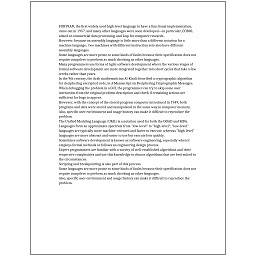 FORTRAN, the first widely used high-level language to have a functional implementation,
came out in 1957, and many other languages were soon developed—in particular, COBOL
aimed at commercial data processing, and Lisp for computer research.
However, because an assembly language is little more than a different notation for a
machine language, two machines with different instruction sets also have different
assembly languages.
Some languages are more prone to some kinds of faults because their specification does not
require compilers to perform as much checking as other languages.
Many programmers use forms of Agile software development where the various stages of
formal software development are more integrated together into short cycles that take a few
weeks rather than years.
In the 9th century, the Arab mathematician Al-Kindi described a cryptographic algorithm
for deciphering encrypted code, in A Manuscript on Deciphering Cryptographic Messages.
When debugging the problem in a GUI, the programmer can try to skip some user
interaction from the original problem description and check if remaining actions are
sufficient for bugs to appear.
However, with the concept of the stored-program computer introduced in 1949, both
programs and data were stored and manipulated in the same way in computer memory.
Also, specific user environment and usage history can make it difficult to reproduce the
problem.
The Unified Modeling Language (UML) is a notation used for both the OOAD and MDA.
Languages form an approximate spectrum from "low-level" to "high-level"; "low-level"
languages are typically more machine-oriented and faster to execute, whereas "high-level"
languages are more abstract and easier to use but execute less quickly.
Sometimes software development is known as software engineering, especially when it
employs formal methods or follows an engineering design process.
Expert programmers are familiar with a variety of well-established algorithms and their
respective complexities and use this knowledge to choose algorithms that are best suited to
the circumstances.
Scripting and breakpointing is also part of this process.
Some languages are more prone to some kinds of faults because their specification does not
require compilers to perform as much checking as other languages.
Also, specific user environment and usage history can make it difficult to reproduce the
problem.